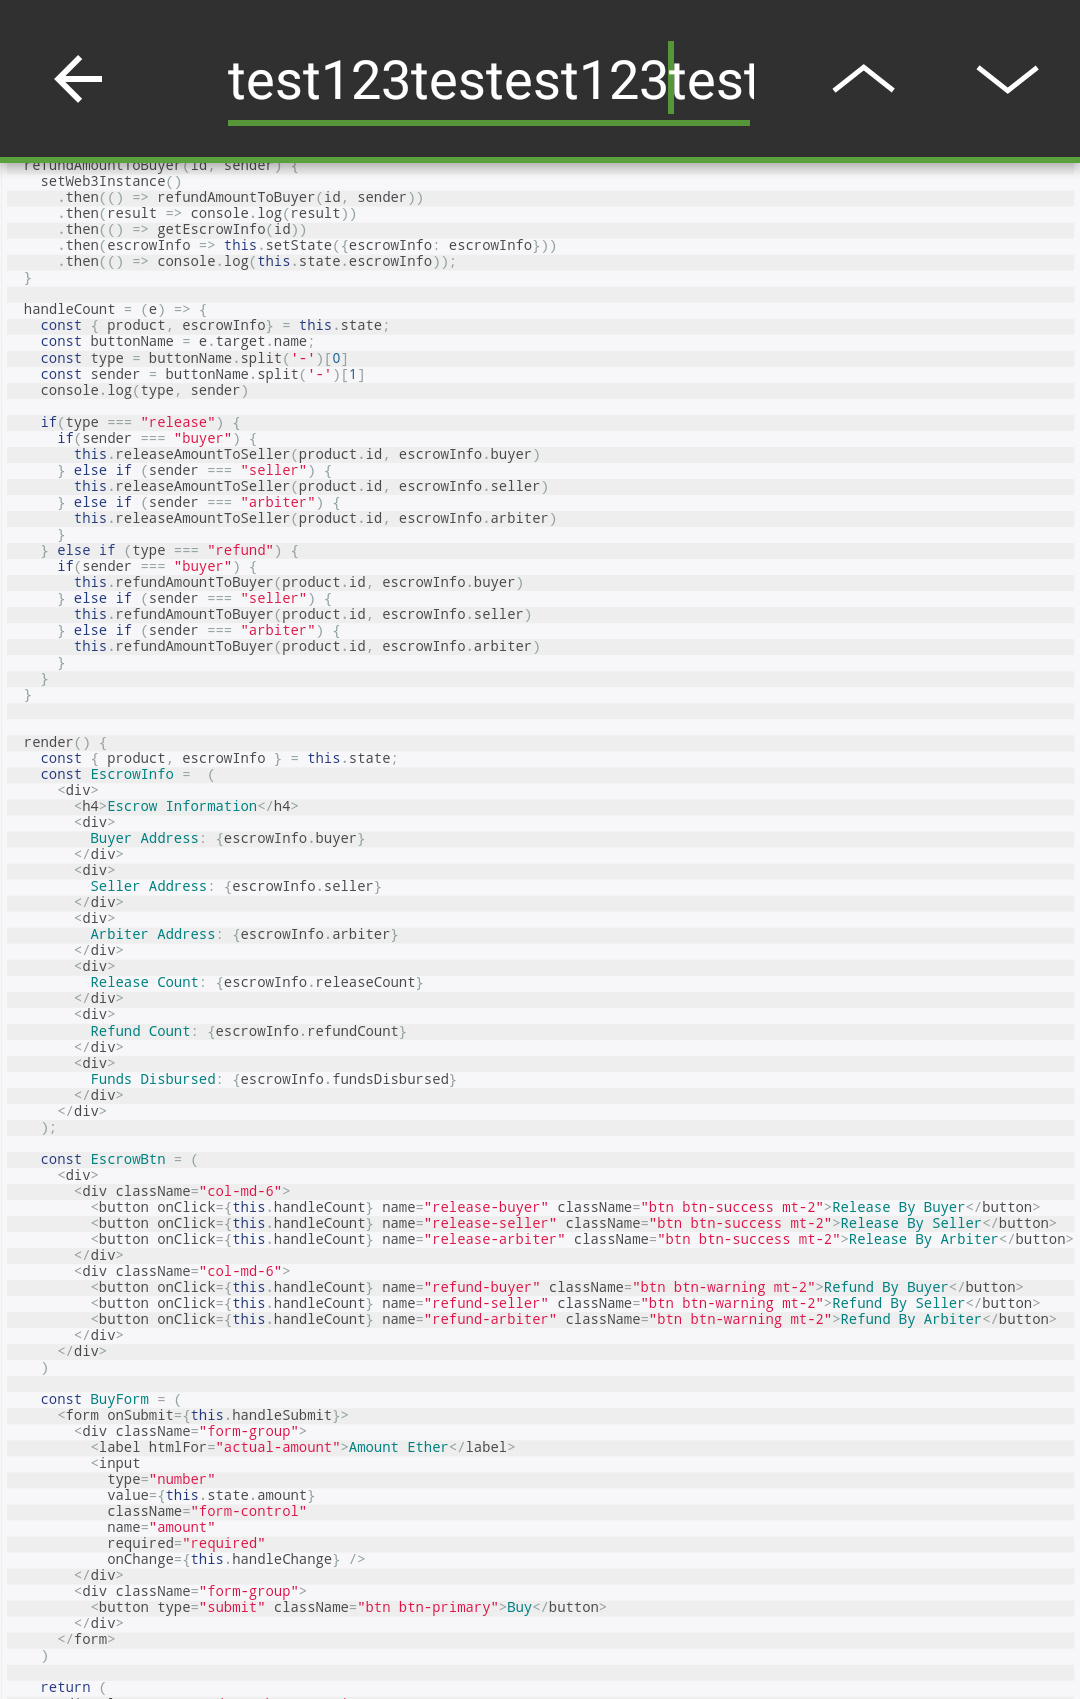 test123testest123test
refundAmountToBuyer(id, sender) {
setWeb3Instance()
.then(() => refundAmountToBuyer(id, sender))
.then(result => console.log(result))
.then(() => getEscrowInfo(id))
.then(escrowInfo => this.setState({escrowInfo: escrowInfo}))
.then(() => console.log(this.state.escrowInfo));
}
handleCount = (e) => {
const { product, escrowInfo} = this.state;
const buttonName = e.target.name;
const type = buttonName.split('-')[0]
const sender = buttonName.split('-')[1]
console.log(type, sender)
if(type === "release") {
if(sender === "buyer") {
this.releaseAmountToSeller(product.id, escrowInfo.buyer)
} else if (sender === "seller") {
this.releaseAmountToSeller(product.id, escrowInfo.seller)
} else if (sender === "arbiter") {
this.releaseAmountToSeller(product.id, escrowInfo.arbiter)
}
} else if (type === "refund") {
if(sender === "buyer") {
this.refundAmountToBuyer(product.id, escrowInfo.buyer)
} else if (sender === "seller") {
this.refundAmountToBuyer(product.id, escrowInfo.seller)
} else if (sender === "arbiter") {
this.refundAmountToBuyer(product.id, escrowInfo.arbiter)
}
}
}
render() {
const { product, escrowInfo } = this.state;
const EscrowInfo =  (
<div>
<h4>Escrow Information</h4>
<div>
Buyer Address: {escrowInfo.buyer}
</div>
<div>
Seller Address: {escrowInfo.seller}
</div>
<div>
Arbiter Address: {escrowInfo.arbiter}
</div>
<div>
Release Count: {escrowInfo.releaseCount}
</div>
<div>
Refund Count: {escrowInfo.refundCount}
</div>
<div>
Funds Disbursed: {escrowInfo.fundsDisbursed}
</div>
</div>
);
const EscrowBtn = (
<div>
<div className="col-md-6">
<button onClick={this.handleCount} name="release-buyer" className="btn btn-success mt-2">Release By Buyer</button>
<button onClick={this.handleCount} name="release-seller" className="btn btn-success mt-2">Release By Seller</button>
<button onClick={this.handleCount} name="release-arbiter" className="btn btn-success mt-2">Release By Arbiter</button>
</div>
<div className="col-md-6">
<button onClick={this.handleCount} name="refund-buyer" className="btn btn-warning mt-2">Refund By Buyer</button>
<button onClick={this.handleCount} name="refund-seller" className="btn btn-warning mt-2">Refund By Seller</button>
<button onClick={this.handleCount} name="refund-arbiter" className="btn btn-warning mt-2">Refund By Arbiter</button>
</div>
</div>
)
const BuyForm = (
<form onSubmit={this.handleSubmit}>
<div className="form-group">
<label htmlFor="actual-amount">Amount Ether</label>
<input
type="number"
value={this.state.amount}
className="form-control"
name="amount"
required="required"
onChange={this.handleChange} />
</div>
<div className="form-group">
<button type="submit" className="btn btn-primary">Buy</button>
</div>
</form>
)
return (